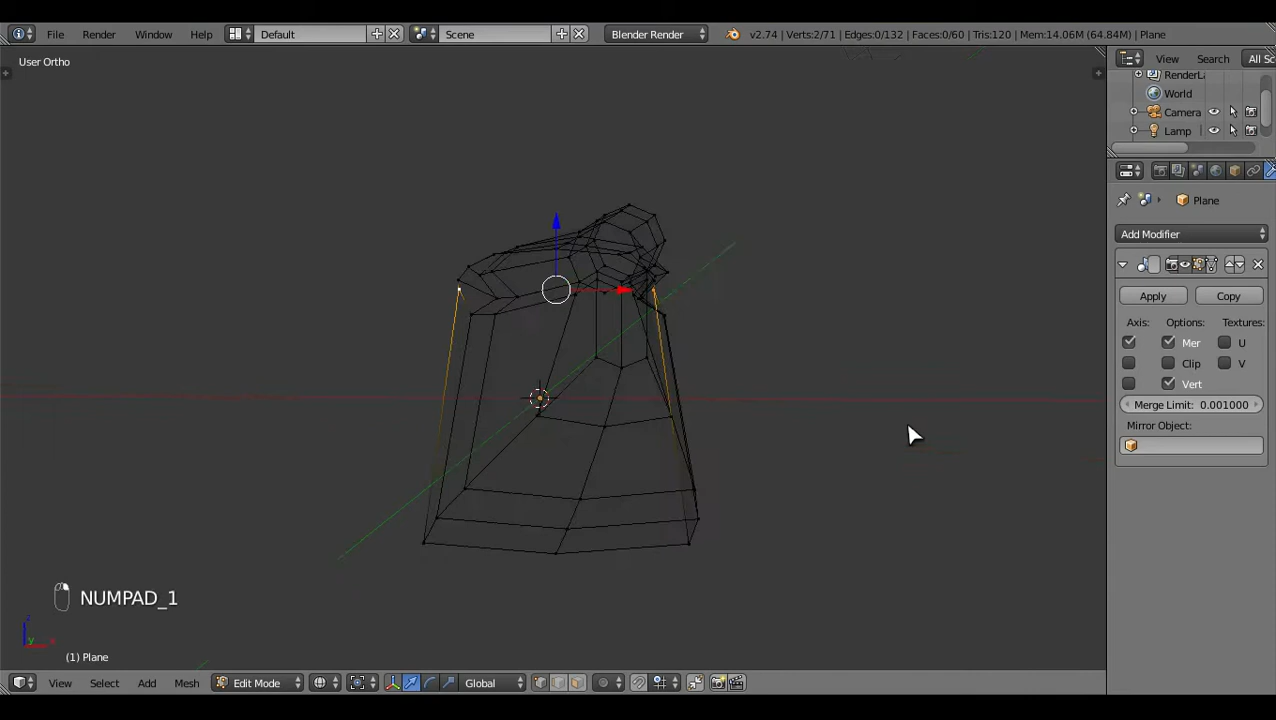 File Render Window Help Default Scene Blender Render v2.74 | Verts:2/71 | Edges:0/132 | Faces:0/60 | Tris:120 | Mem:14.06M (64.84M) | Plane
User Ortho
View Search All Sc
RenderLa
World
Camera
Lamp
Plane
Add Modifier
Apply Copy
Axis: Options: Textures:
Mer U
Clip V
Vert
Merge Limit: 0.001000
Mirror Object:
NUMPAD_1
z
y x
(1) Plane
View Select Add Mesh Edit Mode Global